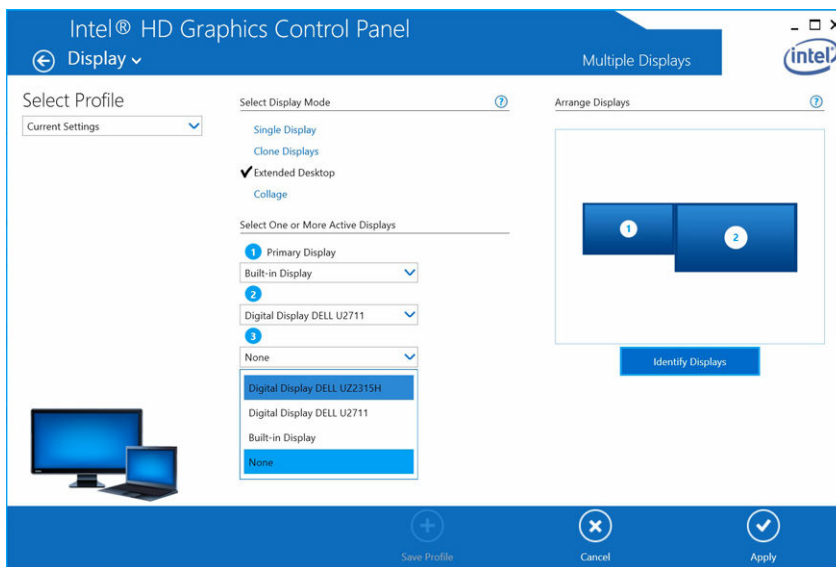 Intel® HD Graphics Control Panel
Display
Multiple Displays
intel
Select Profile
Current Settings
Select Display Mode
?
Single Display
Clone Displays
Extended Desktop
Collage
Select One or More Active Displays
1 Primary Display
Built-in Display
2
Digital Display DELL U2711
3
None
Digital Display DELL UZ2315H
Digital Display DELL U2711
Built-in Display
None
Arrange Displays
?
1
2
Identify Displays
Save Profile
Cancel
Apply